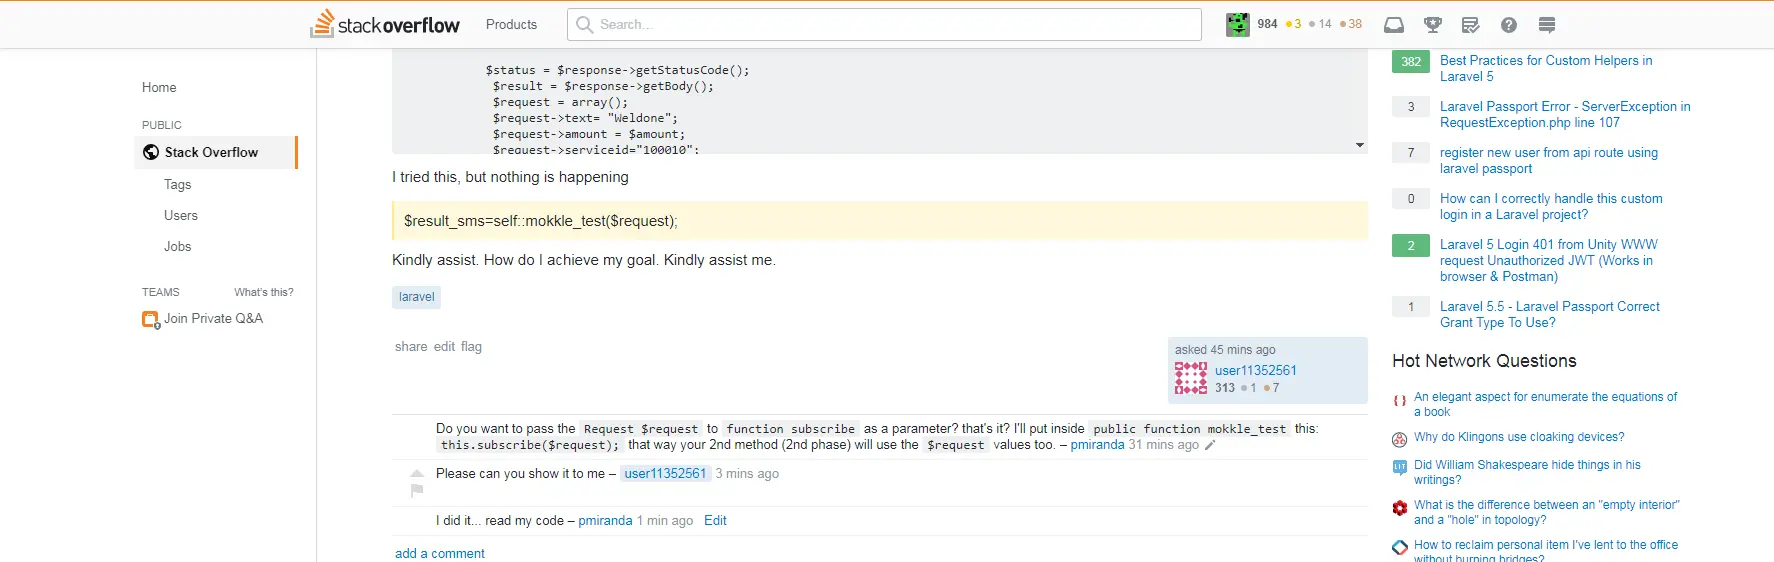 stackoverflow Products Search... 984 3 14 38
Home
PUBLIC
Stack Overflow
Tags
Users
Jobs
TEAMS What's this?
Join Private Q&A
$status = $response->getStatusCode();
$result = $response->getBody();
$request = array();
$request->text= "Weldone";
$request->amount = $amount;
$request->serviceid="100010";
I tried this, but nothing is happening
$result_sms=self::mokkle_test($request);
Kindly assist. How do I achieve my goal. Kindly assist me.
laravel
share edit flag
asked 45 mins ago
user11352561
313 1 7
Do you want to pass the Request $request to function subscribe as a parameter? that's it? I'll put inside public function mokkle_test this:
this.subscribe($request); that way your 2nd method (2nd phase) will use the $request values too. – pmiranda 31 mins ago
Please can you show it to me – user11352561 3 mins ago
I did it... read my code – pmiranda 1 min ago Edit
add a comment
382 Best Practices for Custom Helpers in
Laravel 5
3 Laravel Passport Error - ServerException in
RequestException.php line 107
7 register new user from api route using
laravel passport
0 How can I correctly handle this custom
login in a Laravel project?
2 Laravel 5 Login 401 from Unity WWW
request Unauthorized JWT (Works in
browser & Postman)
1 Laravel 5.5 - Laravel Passport Correct
Grant Type To Use?
Hot Network Questions
An elegant aspect for enumerate the equations of
a book
Why do Klingons use cloaking devices?
LIT Did William Shakespeare hide things in his
writings?
What is the difference between an "empty interior"
and a "hole" in topology?
How to reclaim personal item I've lent to the office
without burning bridges?